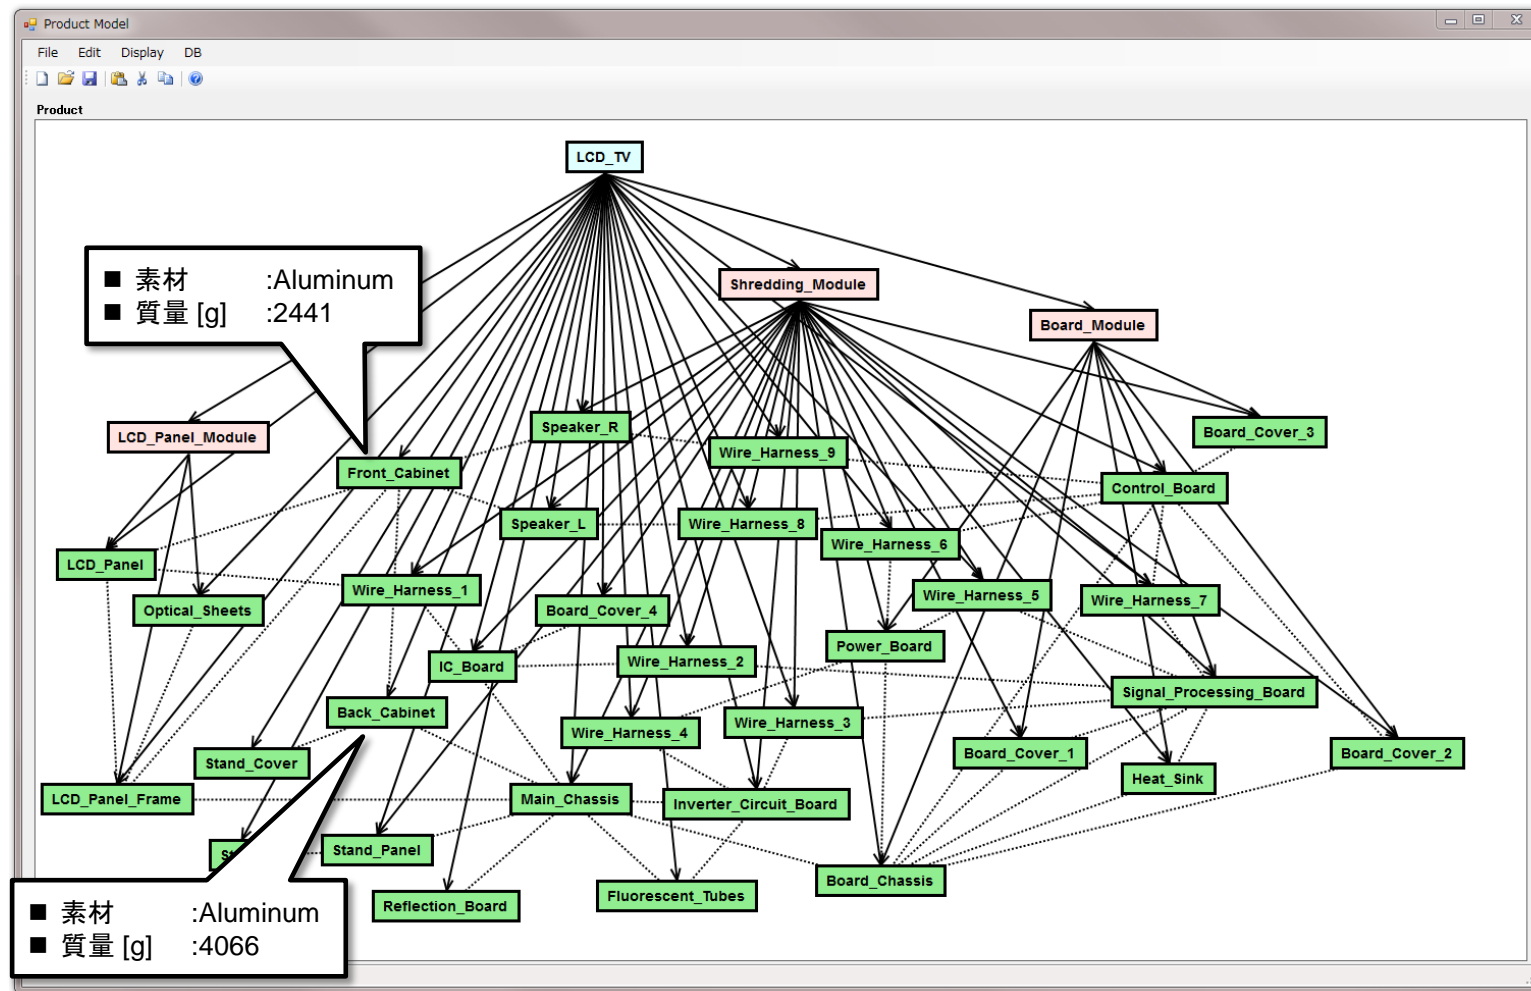 Product Model
File Edit Display DB
Product
LCD_TV
■ 素材 :Aluminum
■ 質量 [g] :2441
Shredding_Module
Board_Module
LCD_Panel_Module
Speaker_R
Board_Cover_3
Wire_Harness_9
Front_Cabinet
Control_Board
Speaker_L
Wire_Harness_8
Wire_Harness_6
LCD_Panel
Wire_Harness_1
Wire_Harness_5
Wire_Harness_7
Optical_Sheets
Board_Cover_4
Power_Board
IC_Board
Wire_Harness_2
Signal_Processing_Board
Back_Cabinet
Wire_Harness_3
Wire_Harness_4
Stand_Cover
Board_Cover_1
Board_Cover_2
Heat_Sink
LCD_Panel_Frame
Main_Chassis
Inverter_Circuit_Board
Stand_Panel
Board_Chassis
Fluorescent_Tubes
Reflection_Board
■ 素材 :Aluminum
■ 質量 [g] :4066